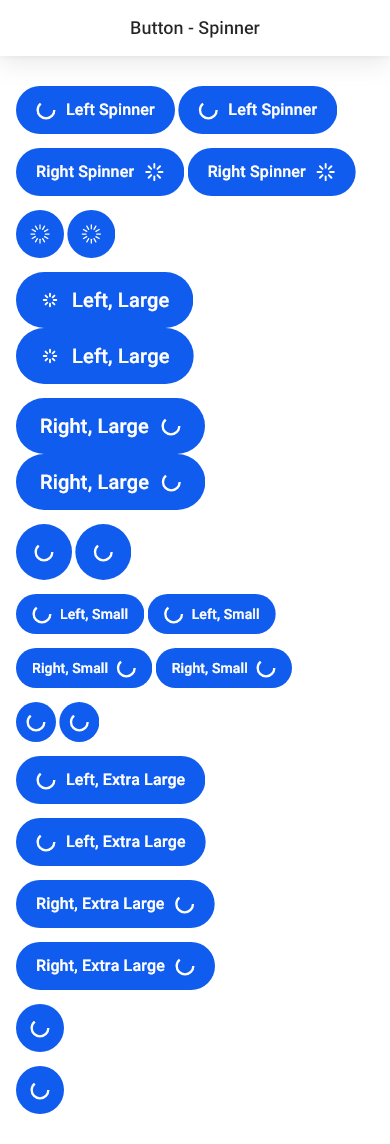 Button - Spinner
Left Spinner Left Spinner
Right Spinner Right Spinner
Left, Large
Left, Large
Right, Large
Right, Large
Left, Small Left, Small
Right, Small Right, Small
Left, Extra Large
Left, Extra Large
Right, Extra Large
Right, Extra Large